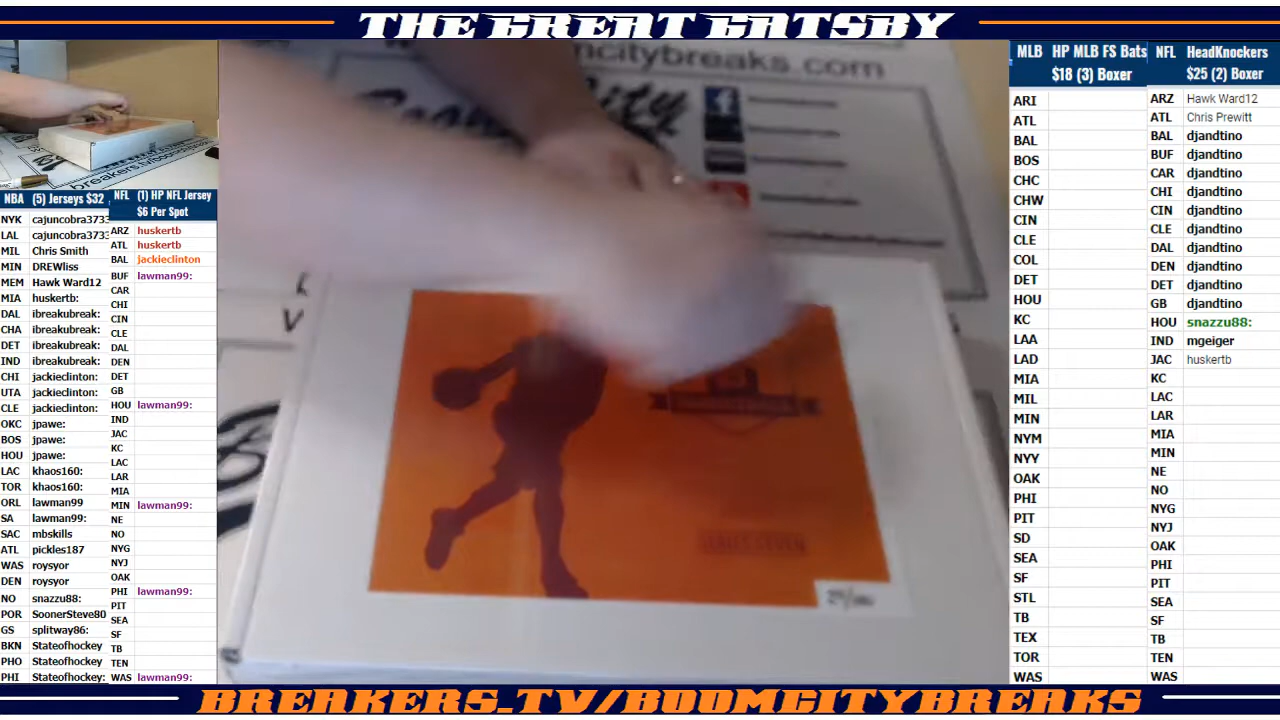 THE GREAT GATSBY
NBA (5) Jerseys $32
NYK cajuncobra3733
LAL cajuncobra3733
MIL Chris Smith
MIN DREWliss
MEM Hawk Ward12
MIA huskertb:
DAL ibreakubreak:
CHA ibreakubreak:
DET ibreakubreak:
IND ibreakubreak:
CHI jackieclinton:
UTA jackieclinton:
CLE jackieclinton:
OKC jpawe:
BOS jpawe:
HOU jpawe:
LAC khaos160:
TOR khaos160:
ORL lawman99
SA lawman99:
SAC mbskills
ATL pickles187
WAS roysyor
DEN roysyor
NO snazzu88:
POR SoonerSteve80
GS splitway86:
BKN Stateofhockey
PHO Stateofhockey
PHI Stateofhockey:
NFL (1) HP NFL Jersey
$6 Per Spot
ARZ huskertb
ATL huskertb
BAL jackieclinton
BUF lawman99:
CAR
CHI
CIN
CLE
DAL
DEN
DET
GB
HOU lawman99:
IND
JAC
KC
LAC
LAR
MIA
MIN lawman99:
NE
NO
NYG
NYJ
OAK
PHI lawman99:
PIT
SEA
SF
TB
TEN
WAS lawman99:
MLB HP MLB FS Bats
$18 (3) Boxer
ARI
ATL
BAL
BOS
CHC
CHW
CIN
CLE
COL
DET
HOU
KC
LAA
LAD
MIA
MIL
MIN
NYM
NYY
OAK
PHI
PIT
SD
SEA
SF
STL
TB
TEX
TOR
WAS
NFL HeadKnockers
$25 (2) Boxer
ARZ Hawk Ward12
ATL Chris Prewitt
BAL djandtino
BUF djandtino
CAR djandtino
CHI djandtino
CIN djandtino
CLE djandtino
DAL djandtino
DEN djandtino
DET djandtino
GB djandtino
HOU snazzu88:
IND mgeiger
JAC huskertb
KC
LAC
LAR
MIA
MIN
NE
NO
NYG
NYJ
OAK
PHI
PIT
SEA
SF
TB
TEN
WAS
BREAKERS.TV/BOOMCITYBREAKS